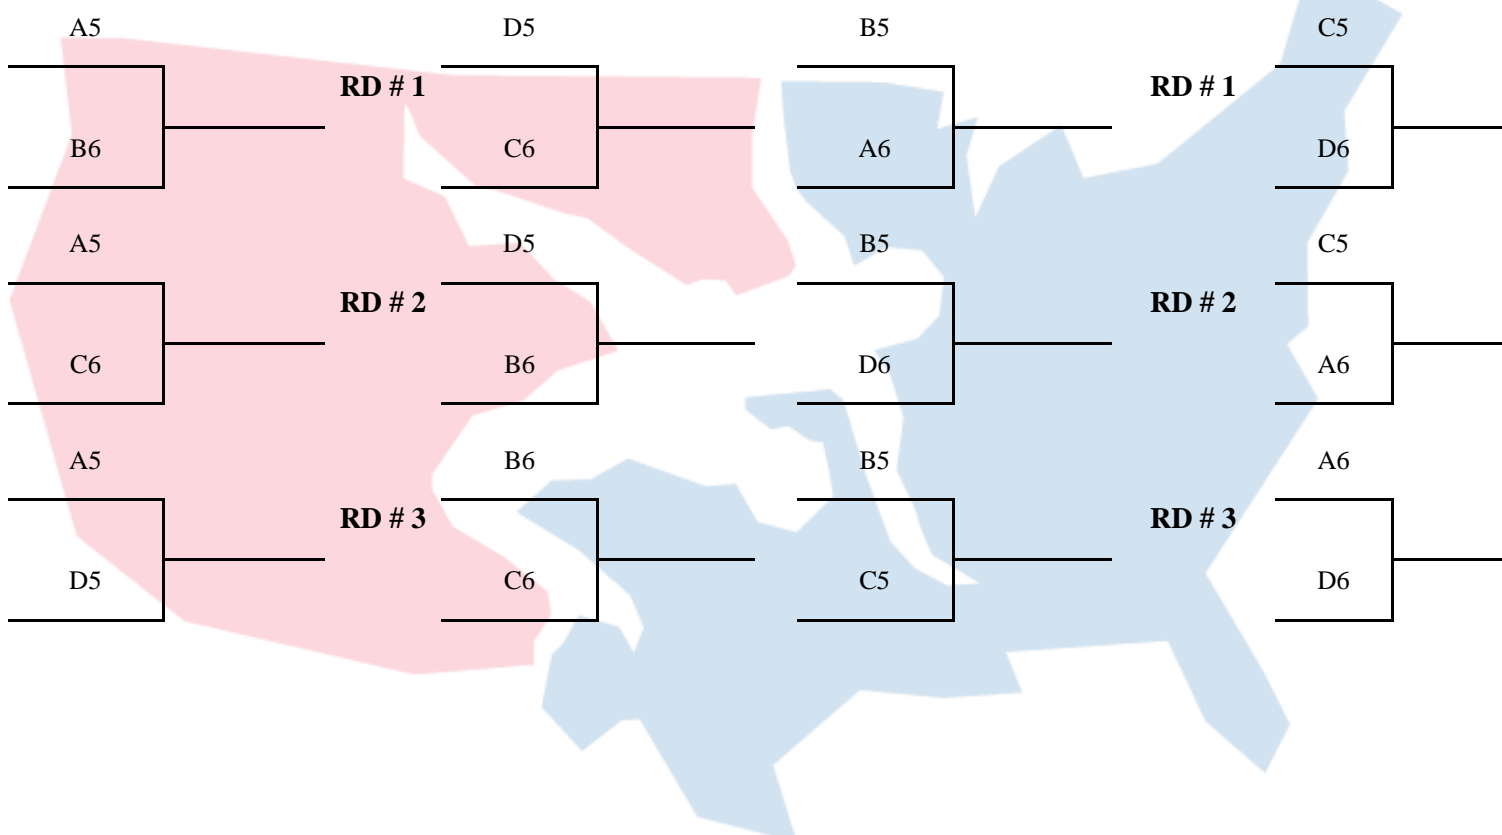 A5 D5 B5 C5
RD # 1 RD # 1
B6 C6 A6 D6
A5 D5 B5 C5
RD # 2 RD # 2
C6 B6 D6 A6
A5 B6 B5 A6
RD # 3 RD # 3
D5 C6 C5 D6